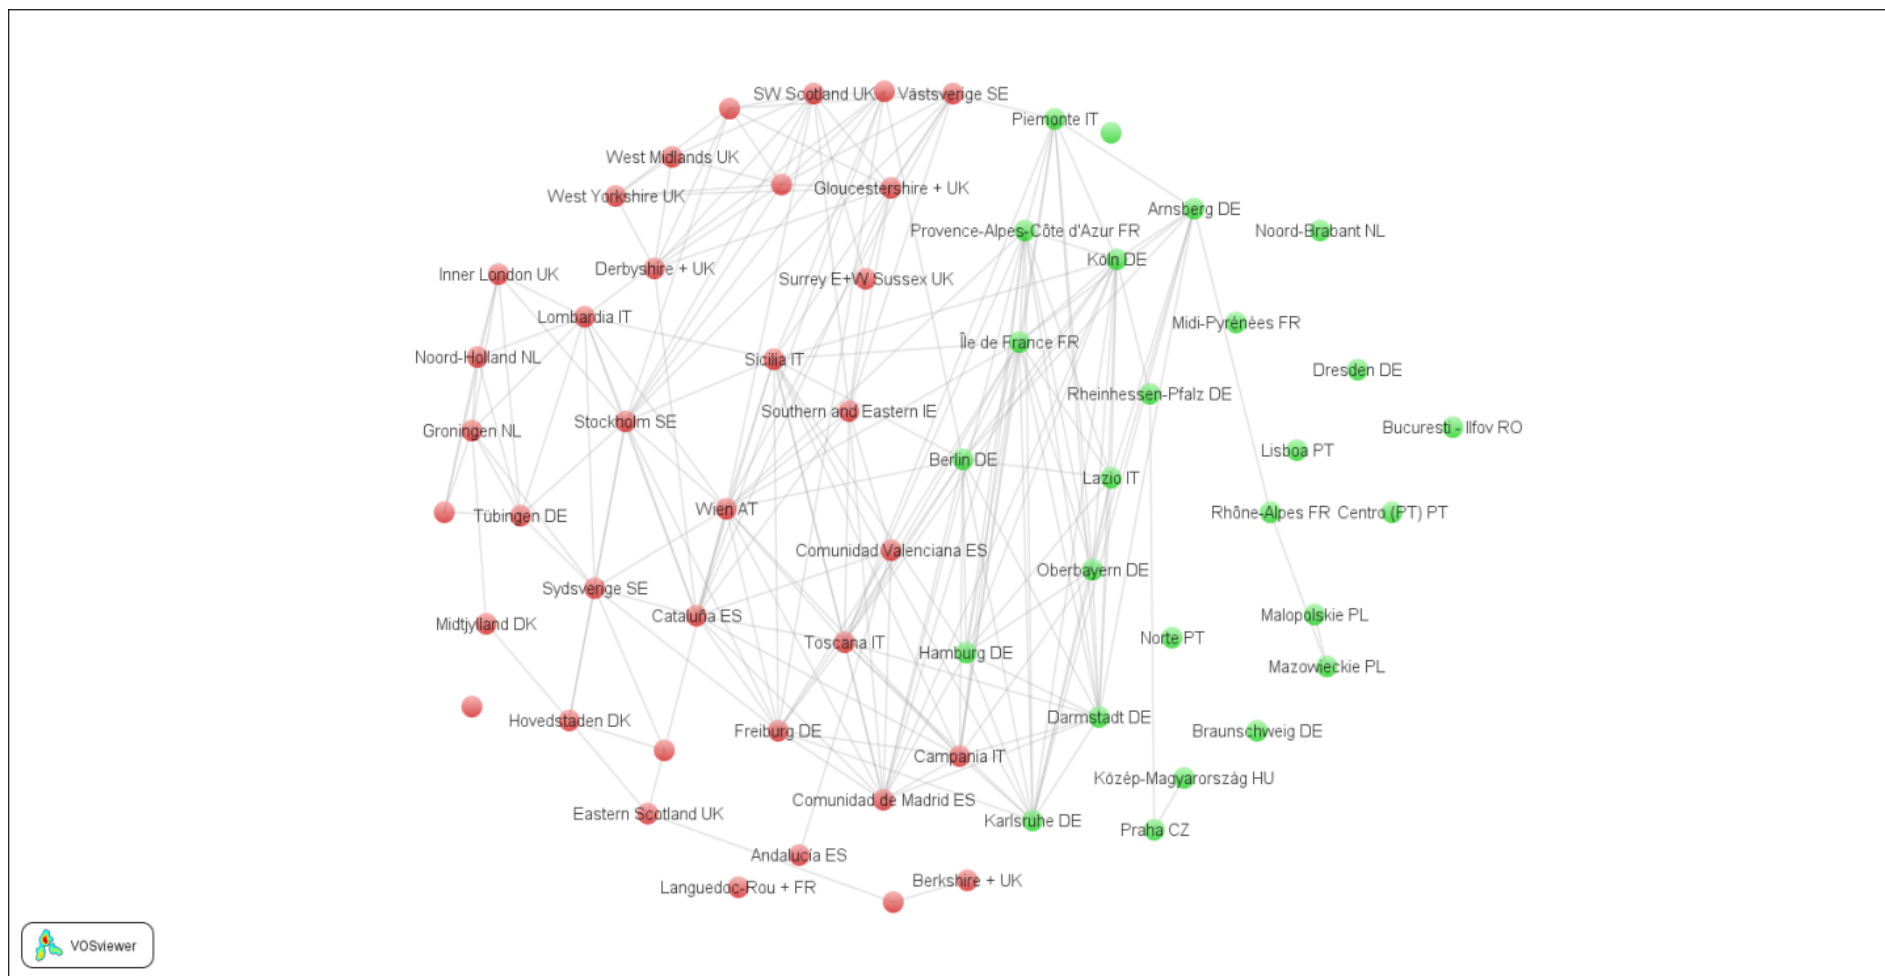 SW Scotland UK
Västsverige SE
Piemonte IT
West Midlands UK
West Yorkshire UK
Gloucestershire + UK
Arnsberg DE
Provence-Alpes-Côte d'Azur FR
Noord-Brabant NL
Köln DE
Inner London UK
Derbyshire + UK
Surrey E+W Sussex UK
Lombardia IT
Midi-Pyrénées FR
Île de France FR
Noord-Holland NL
Sicilia IT
Dresden DE
Rheinhessen-Pfalz DE
Southern and Eastern IE
Stockholm SE
Groningen NL
Bucuresti - Ilfov RO
Lisboa PT
Berlin DE
Lazio IT
Wien AT
Tübingen DE
Rhône-Alpes FR
Centro (PT) PT
Comunidad Valenciana ES
Oberbayern DE
Sydsverige SE
Cataluña ES
Malopolskie PL
Midtjylland DK
Toscana IT
Hamburg DE
Norte PT
Mazowieckie PL
Hovedstaden DK
Darmstadt DE
Freiburg DE
Braunschweig DE
Campania IT
Közép-Magyarország HU
Comunidad de Madrid ES
Eastern Scotland UK
Karlsruhe DE
Praha CZ
Andalucía ES
Berkshire + UK
Languedoc-Rou + FR
VOSviewer